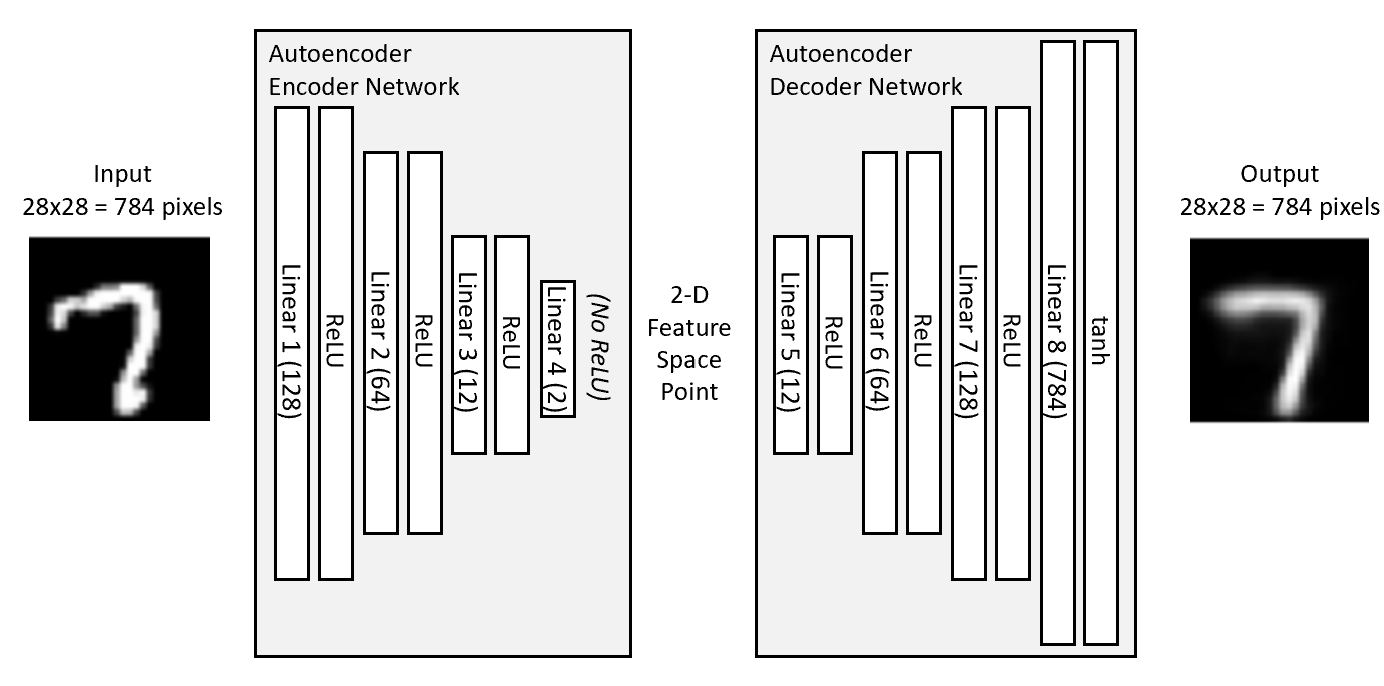 Input
28x28 = 784 pixels
Autoencoder
Encoder Network
Linear 1 (128)
ReLU
Linear 2 (64)
ReLU
Linear 3 (12)
ReLU
Linear 4 (2)
(No ReLU)
2-D
Feature
Space
Point
Autoencoder
Decoder Network
Linear 5 (12)
ReLU
Linear 6 (64)
ReLU
Linear 7 (128)
ReLU
Linear 8 (784)
tanh
Output
28x28 = 784 pixels